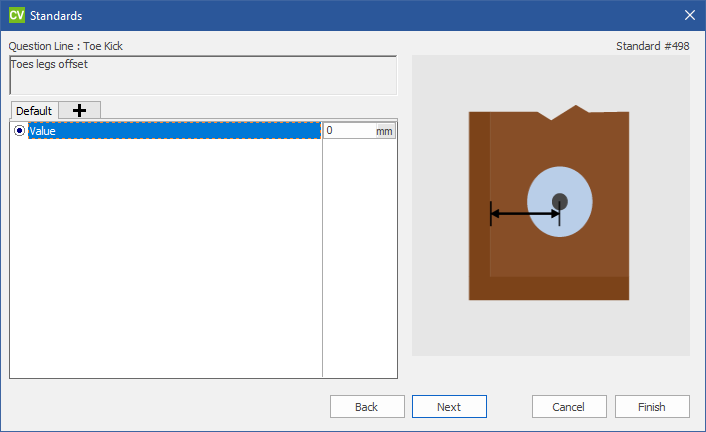 CV Standards
Question Line : Toe Kick
Standard #498
Toes legs offset
Default
Value 0 mm
Back Next Cancel Finish